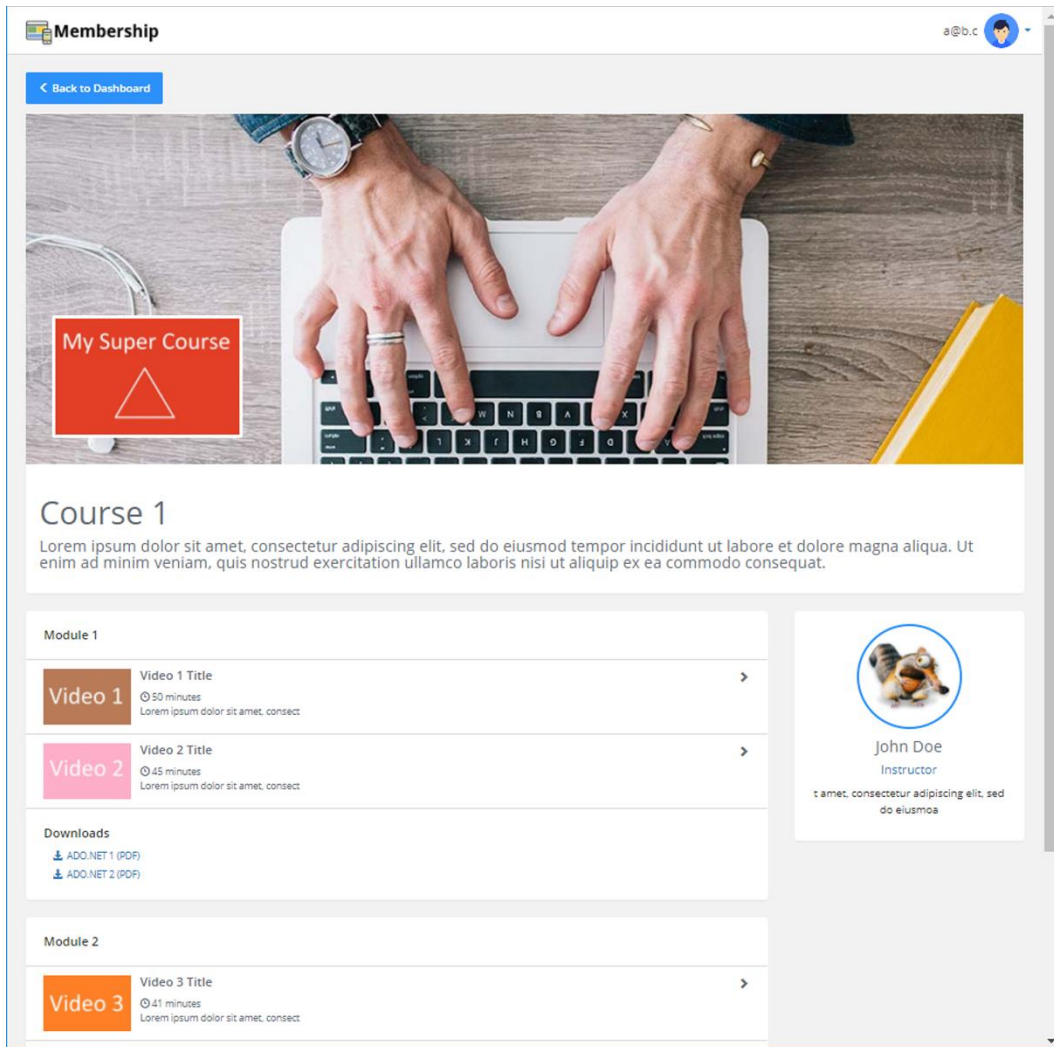 Membership
a@b.c
Back to Dashboard
My Super Course
Course 1
Lorem ipsum dolor sit amet, consectetur adipiscing elit, sed do eiusmod tempor incididunt ut labore et dolore magna aliqua. Ut
enim ad minim veniam, quis nostrud exercitation ullamco laboris nisi ut aliquip ex ea commodo consequat.
Module 1
Video 1
Video 1 Title
50 minutes
Lorem ipsum dolor sit amet, consect
Video 2
Video 2 Title
45 minutes
Lorem ipsum dolor sit amet, consect
Downloads
ADO.NET 1 (PDF)
ADO.NET 2 (PDF)
John Doe
Instructor
t amet, consectetur adipiscing elit, sed
do eiusmoa
Module 2
Video 3
Video 3 Title
41 minutes
Lorem ipsum dolor sit amet, consect